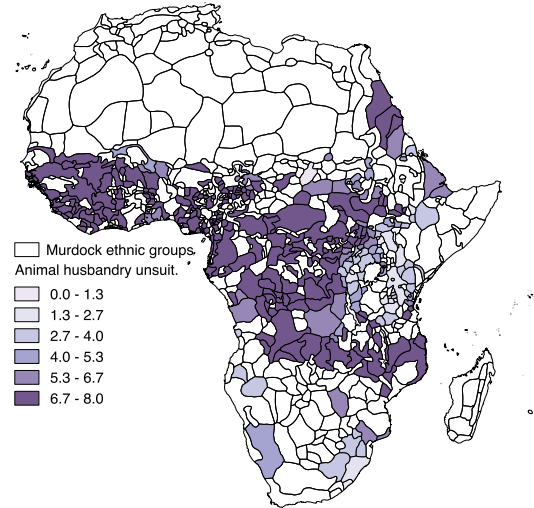 Murdock ethnic groups
Animal husbandry unsuit.
0.0 - 1.3
1.3 - 2.7
2.7 - 4.0
4.0 - 5.3
5.3 - 6.7
6.7 - 8.0